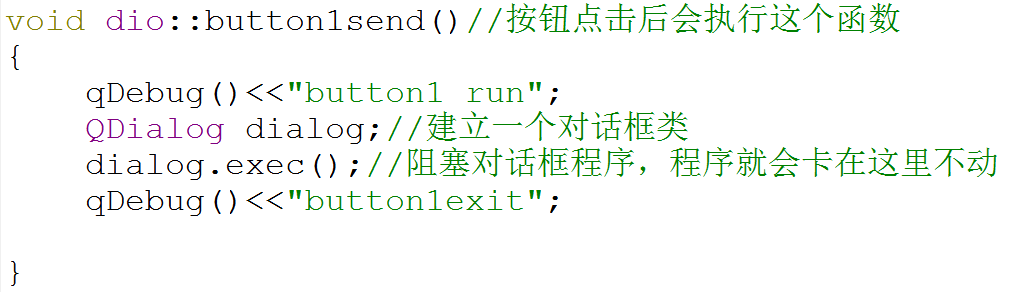 void dio::button1send()//按钮点击后会执行这个函数
{
    qDebug()<<"button1 run";
    QDialog dialog;//建立一个对话框类
    dialog.exec();//阻塞对话框程序，程序就会卡在这里不动
    qDebug()<<"button1exit";
}